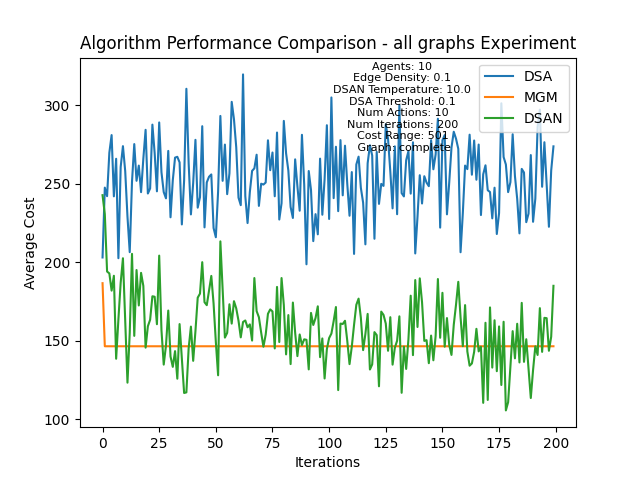 Algorithm Performance Comparison - all graphs Experiment
Agents: 10
Edge Density: 0.1
DSAN Temperature: 10.0
DSA Threshold: 0.1
Num Actions: 10
Num Iterations: 200
Cost Range: 501
Graph: complete
DSA
MGM
DSAN
Average Cost
300
250
200
150
100
0
25
50
75
100
125
150
175
200
Iterations